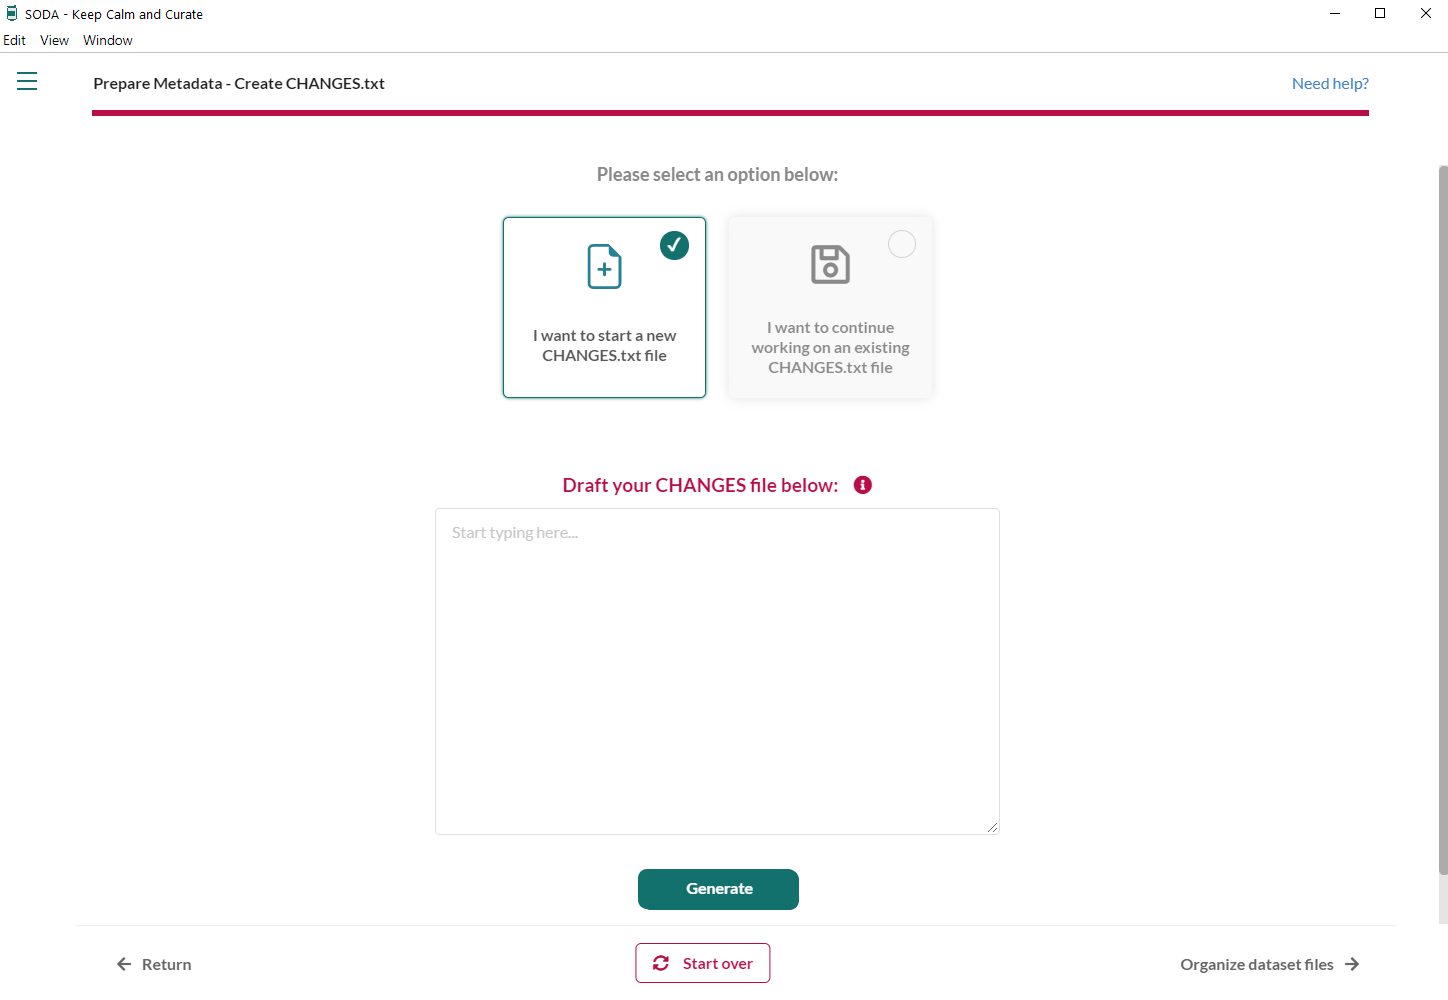 SODA - Keep Calm and Curate
Edit View Window
Prepare Metadata - Create CHANGES.txt
Need help?
Please select an option below:
I want to start a new
CHANGES.txt file
I want to continue
working on an existing
CHANGES.txt file
Draft your CHANGES file below:
Start typing here...
Generate
Return
Start over
Organize dataset files